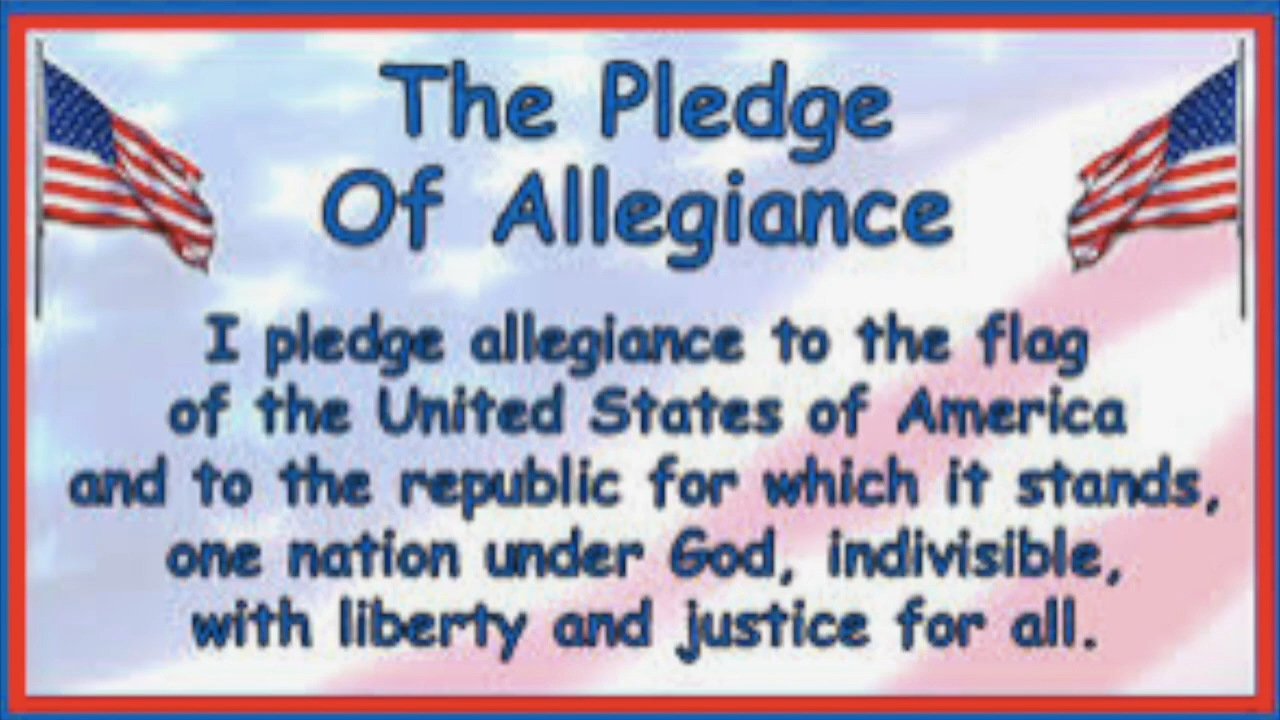 The Pledge
Of Allegiance
I pledge allegiance to the flag
of the United States of America
and to the republic for which it stands,
one nation under God, indivisible,
with liberty and justice for all.